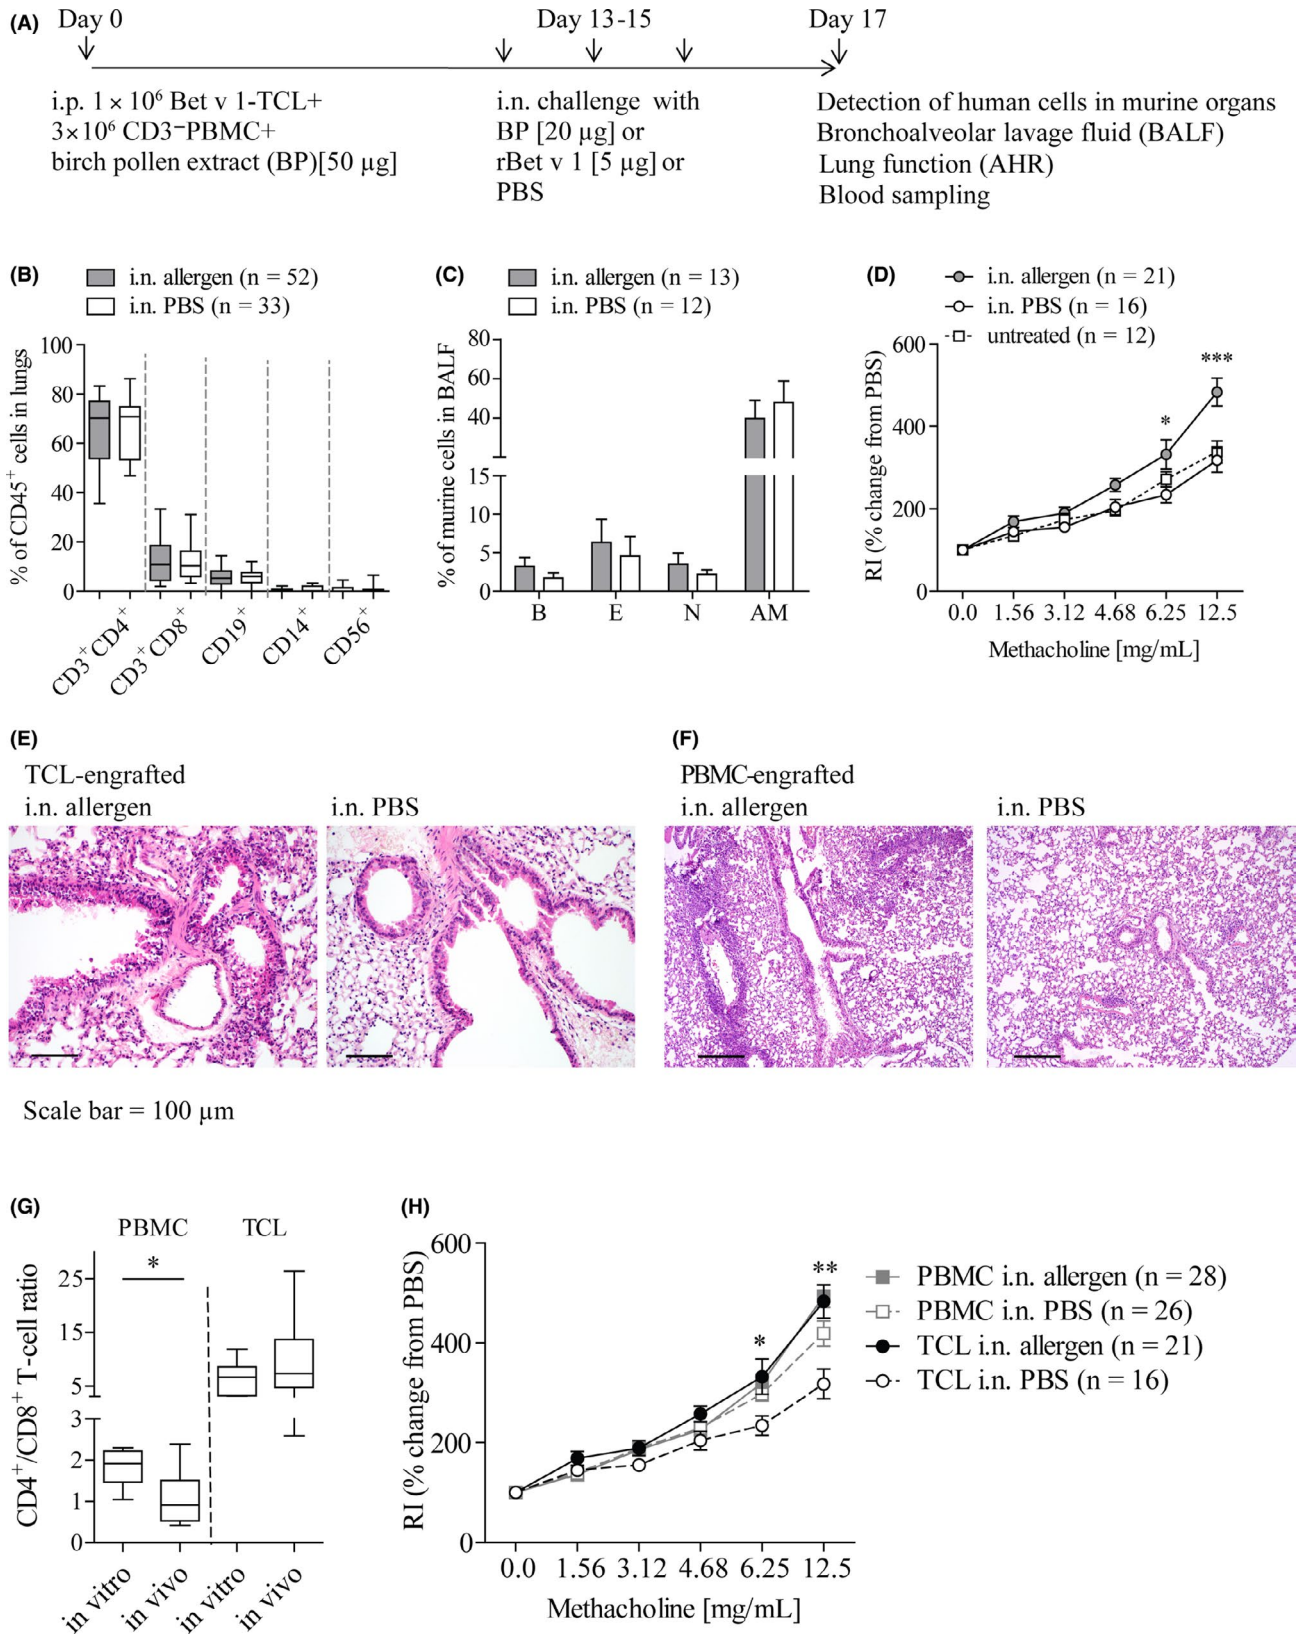 (A) Day 0 Day 13-15 Day 17
i.p. 1 × 10⁶ Bet v 1-TCL+
3×10⁶ CD3⁻PBMC+
birch pollen extract (BP)[50 µg]
i.n. challenge with
BP [20 µg] or
rBet v 1 [5 µg] or
PBS
Detection of human cells in murine organs
Bronchoalveolar lavage fluid (BALF)
Lung function (AHR)
Blood sampling
(B)
i.n. allergen (n = 52)
i.n. PBS (n = 33)
% of CD45⁺ cells in lungs
100
80
60
40
20
0
CD3⁺ CD4⁺
CD3⁺ CD8⁺
CD19⁺
CD14⁺
CD56⁺
(C)
i.n. allergen (n = 13)
i.n. PBS (n = 12)
% of murine cells in BALF
80
60
40
15
10
5
0
B E N AM
(D)
i.n. allergen (n = 21)
i.n. PBS (n = 16)
untreated (n = 12)
RI (% change from PBS)
600
400
200
0
*
***
0.0 1.56 3.12 4.68 6.25 12.5
Methacholine [mg/mL]
(E)
TCL-engrafted
i.n. allergen i.n. PBS
(F)
PBMC-engrafted
i.n. allergen i.n. PBS
Scale bar = 100 µm
(G)
PBMC TCL
*
CD4⁺/CD8⁺ T-cell ratio
25
15
5
3
2
1
0
in vitro
in vivo
in vitro
in vivo
(H)
RI (% change from PBS)
600
400
200
0
*
**
0.0 1.56 3.12 4.68 6.25 12.5
Methacholine [mg/mL]
PBMC i.n. allergen (n = 28)
PBMC i.n. PBS (n = 26)
TCL i.n. allergen (n = 21)
TCL i.n. PBS (n = 16)